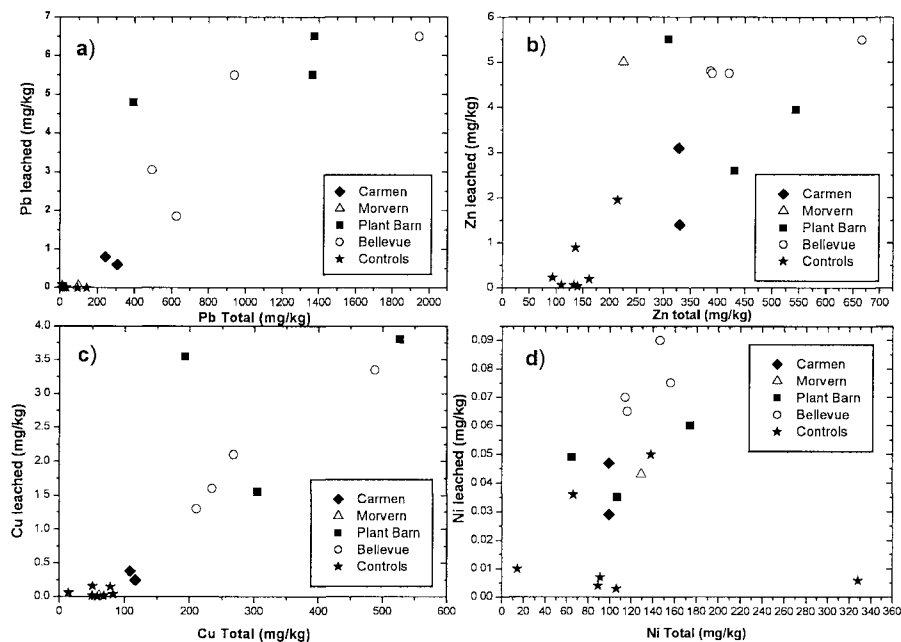 a)
Pb leached (mg/kg)
7
6
5
4
3
2
1
0
0 200 400 600 800 1000 1200 1400 1600 1800 2000
Pb Total (mg/kg)
Carmen
Morvern
Plant Barn
Bellevue
Controls
b)
Zn leached (mg/kg)
6
5
4
3
2
1
0
0 50 100 150 200 250 300 350 400 450 500 550 600 650 700
Zn total (mg/kg)
Carmen
Morvern
Plant Barn
Bellevue
Controls
c)
Cu leached (mg/kg)
4.0
3.5
3.0
2.5
2.0
1.5
1.0
0.5
0.0
0 100 200 300 400 500 600
Cu Total (mg/kg)
Carmen
Morvern
Plant Barn
Bellevue
Controls
d)
Ni leached (mg/kg)
0.09
0.08
0.07
0.06
0.05
0.04
0.03
0.02
0.01
0.00
0 20 40 60 80 100 120 140 160 180 200 220 240 260 280 300 320 340 360
Ni Total (mg/kg)
Carmen
Morvern
Plant Barn
Bellevue
Controls